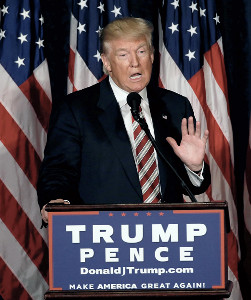 TRUMP
PENCE
DonaldJTrump.com
MAKE AMERICA GREAT AGAIN!